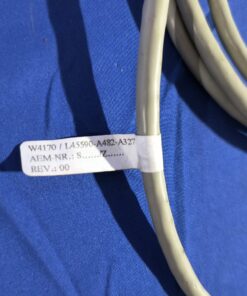 W4170 / L45590-A482-A327
AEM-NR.: S......./Z.......
REV.: 00